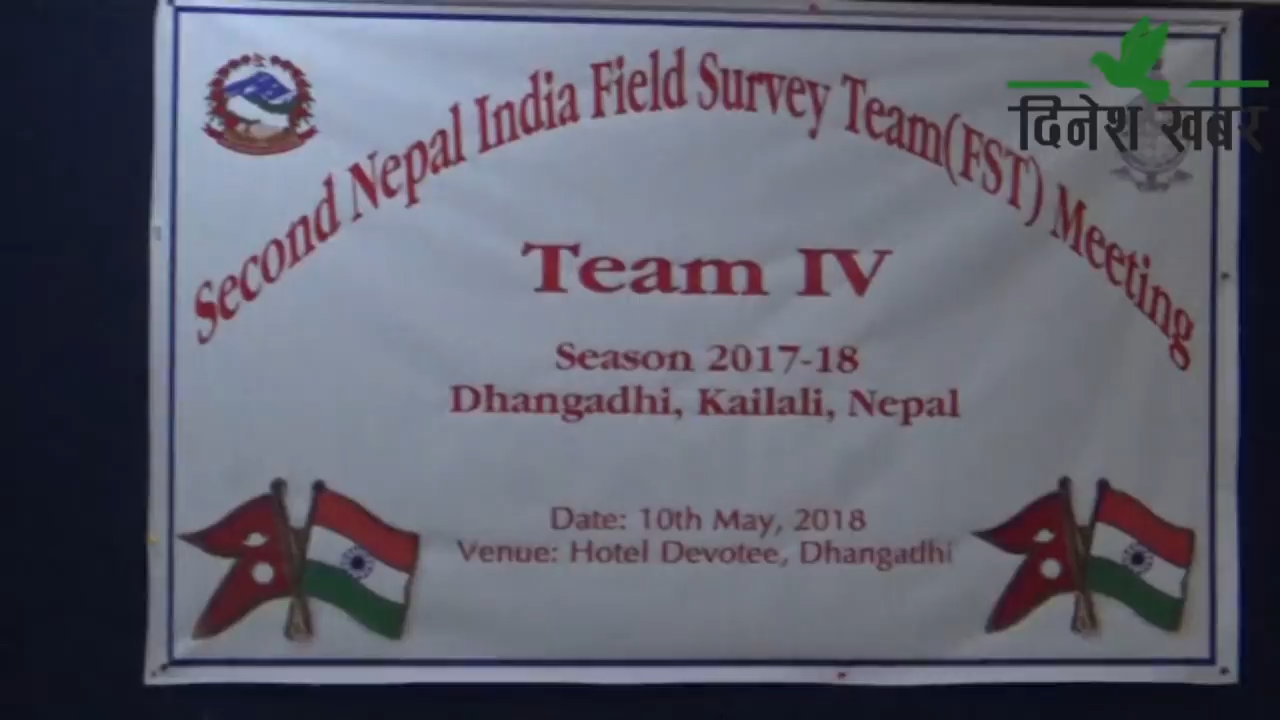 Second Nepal India Field Survey Team(FST) Meeting
दिनेश खबर
Team IV
Season 2017-18
Dhangadhi, Kailali, Nepal
Date: 10th May, 2018
Venue: Hotel Devotee, Dhangadhi